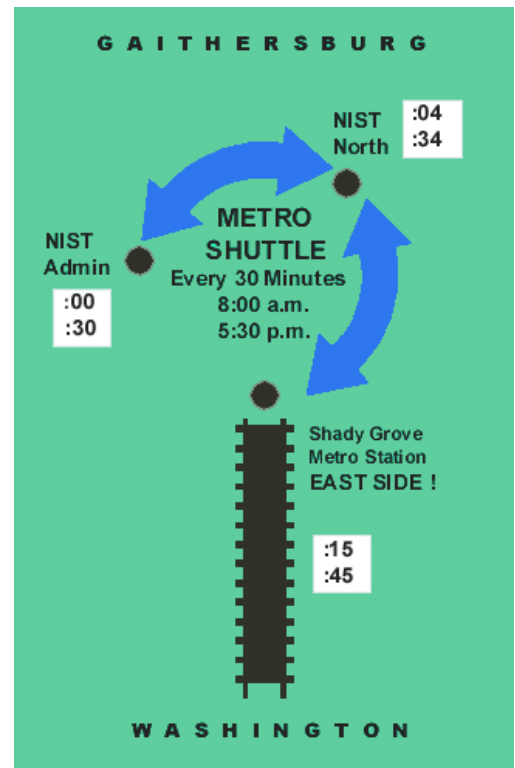 GAITHERSBURG
NIST
North
:04
:34
METRO
SHUTTLE
Every 30 Minutes
8:00 a.m.
5:30 p.m.
NIST
Admin
:00
:30
Shady Grove
Metro Station
EAST SIDE !
:15
:45
WASHINGTON